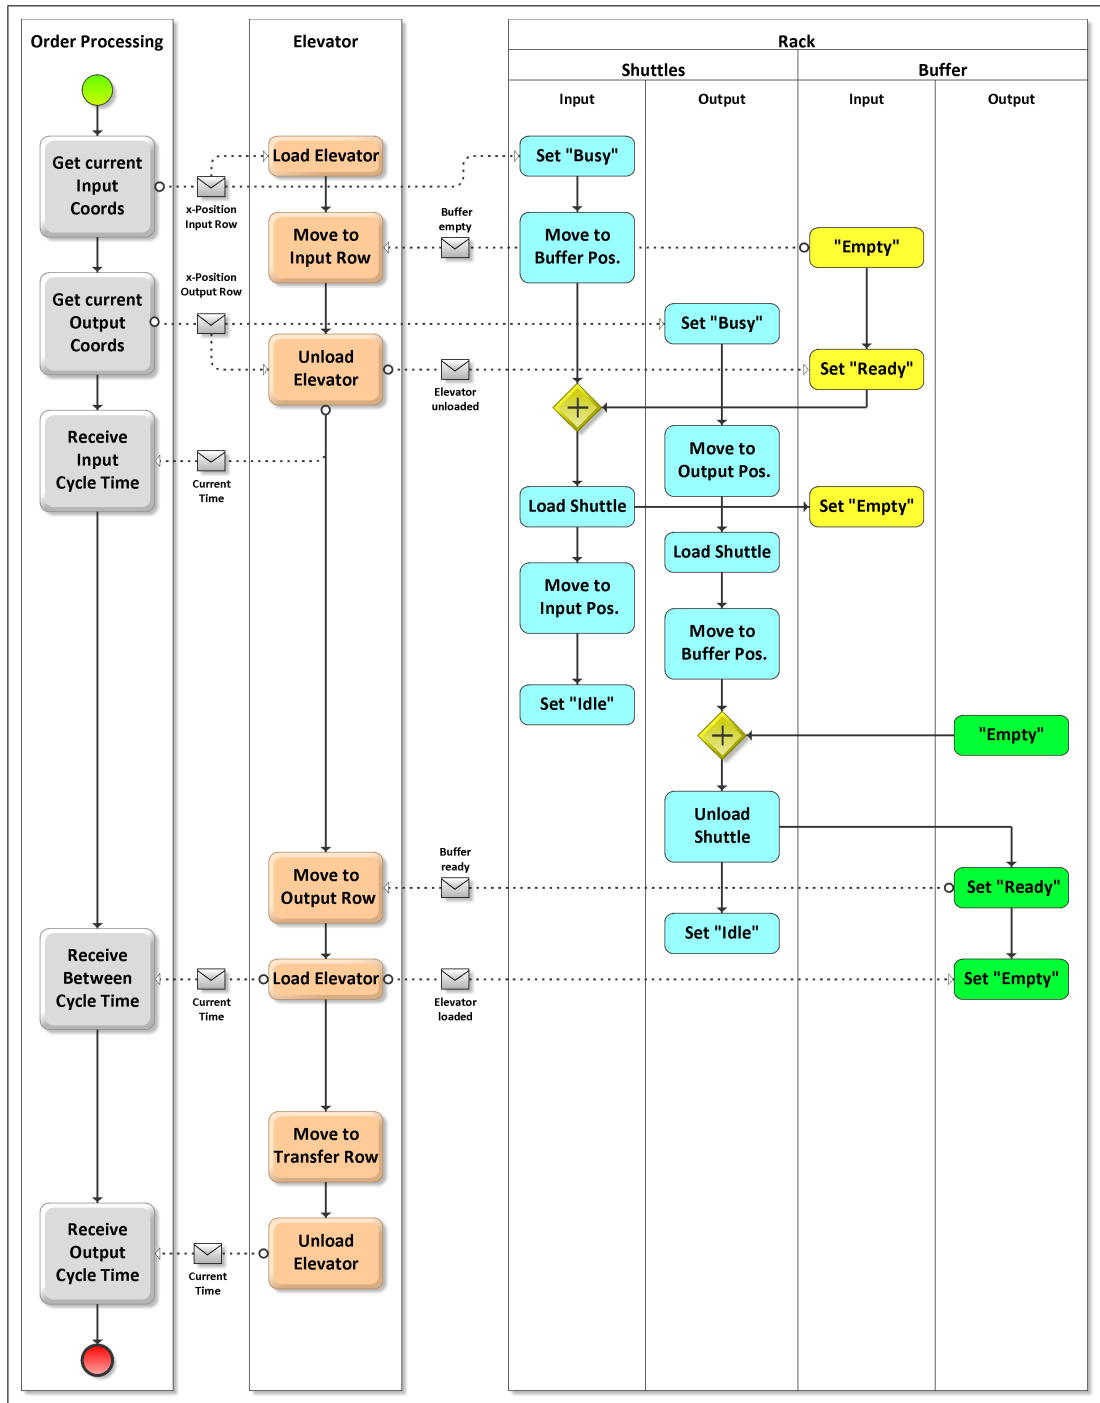 Order Processing
Elevator
Rack
Shuttles
Buffer
Input
Output
Input
Output
Get current
Input
Coords
x-Position
Input Row
Load Elevator
Set "Busy"
Move to
Input Row
Buffer
empty
Move to
Buffer Pos.
"Empty"
Get current
Output
Coords
x-Position
Output Row
Set "Busy"
Unload
Elevator
Elevator
unloaded
Set "Ready"
Receive
Input
Cycle Time
Current
Time
Move to
Output Pos.
Load Shuttle
Set "Empty"
Load Shuttle
Move to
Input Pos.
Move to
Buffer Pos.
Set "Idle"
"Empty"
Unload
Shuttle
Move to
Output Row
Buffer
ready
Set "Ready"
Set "Idle"
Receive
Between
Cycle Time
Current
Time
Load Elevator
Elevator
loaded
Set "Empty"
Move to
Transfer Row
Receive
Output
Cycle Time
Current
Time
Unload
Elevator